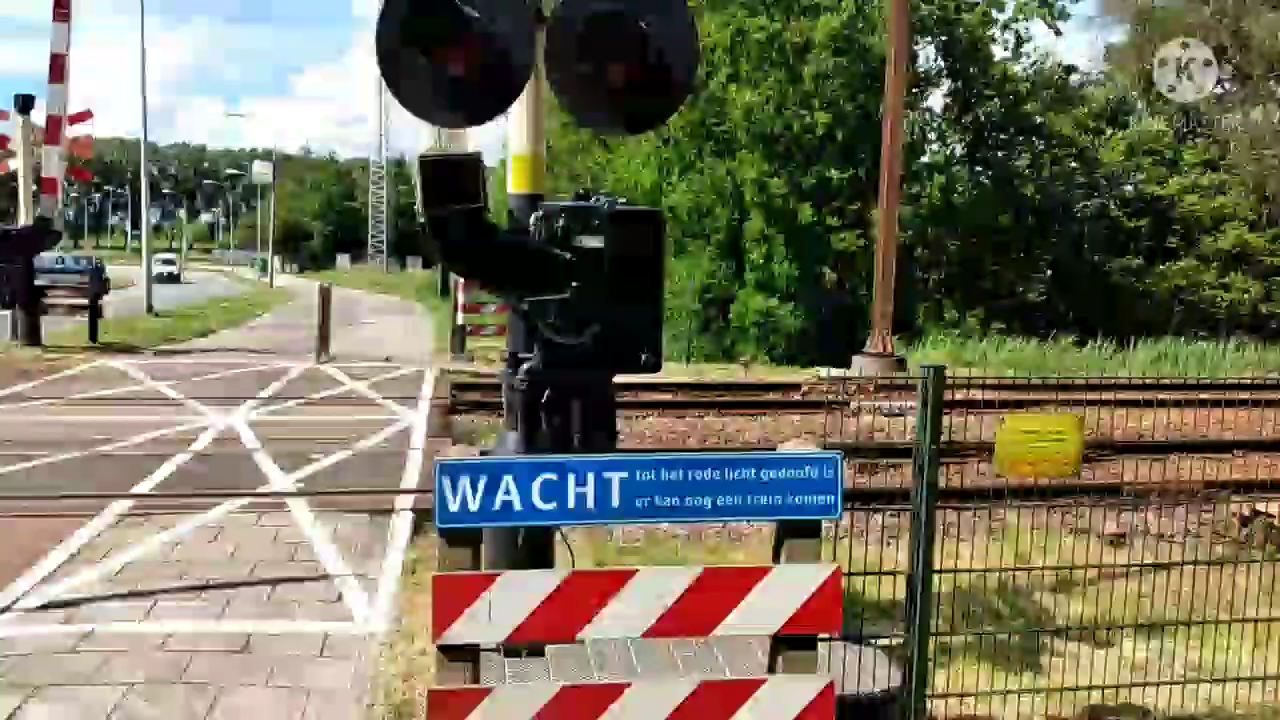 WACHT tot het rode licht gedoofd is
er kan nog een trein komen